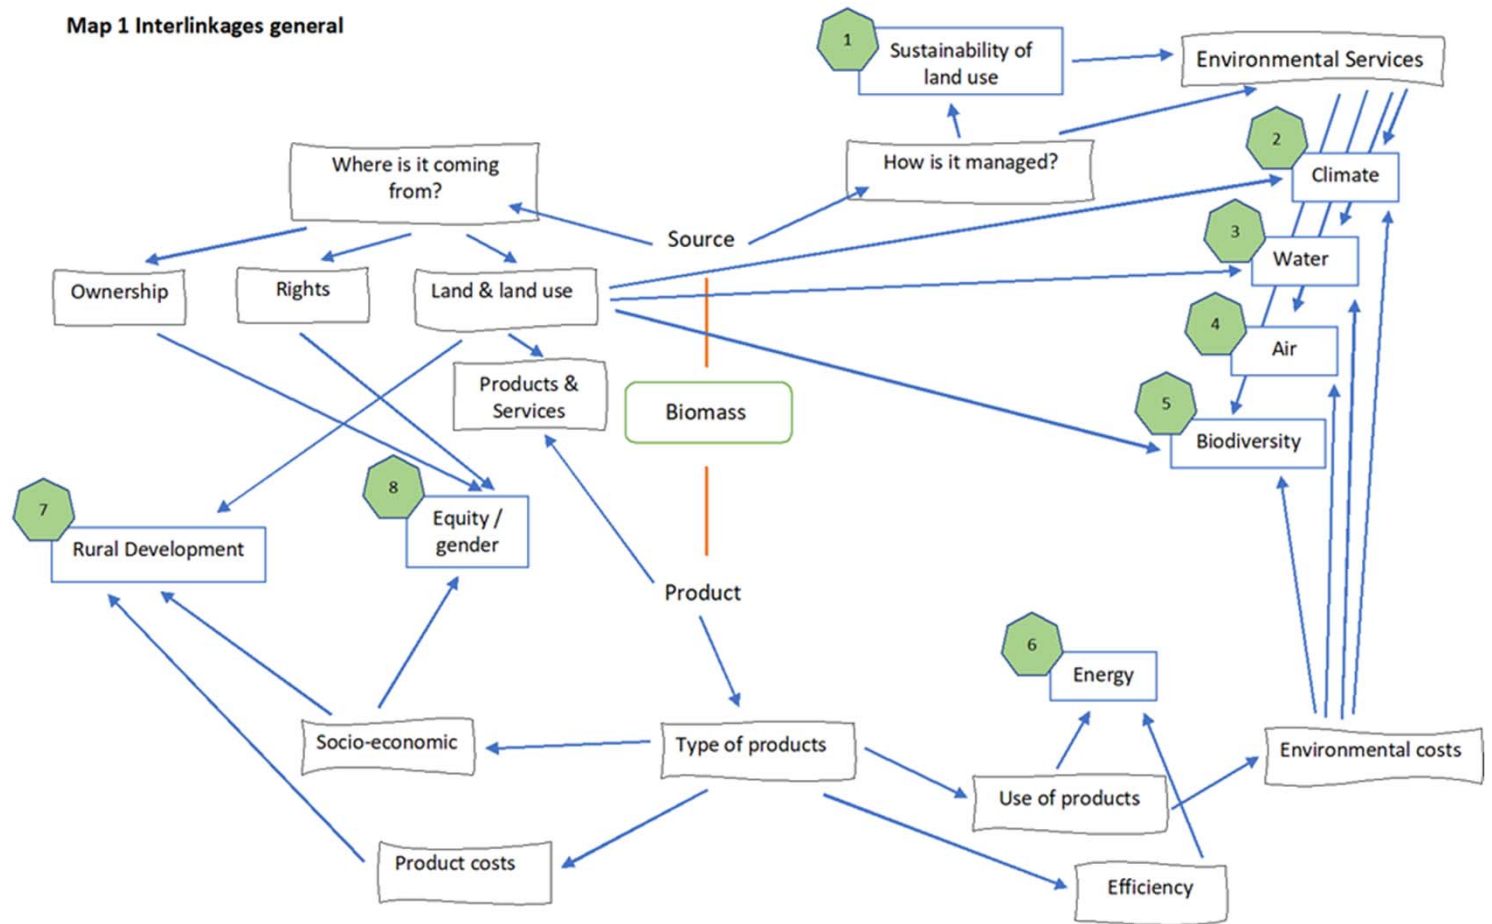 Map 1 Interlinkages general
1
Sustainability of
land use
Environmental Services
2
Where is it coming
from?
How is it managed?
Climate
Source
3
Water
Ownership
Rights
Land & land use
4
Air
Products &
Services
Biomass
5
Biodiversity
7
Rural Development
8
Equity /
gender
Product
6
Energy
Socio-economic
Type of products
Environmental costs
Use of products
Product costs
Efficiency